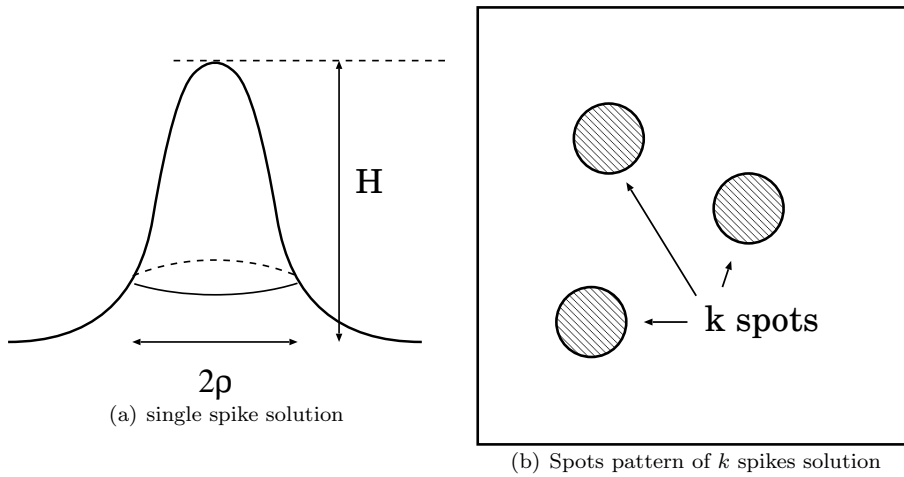 H
2ρ
(a) single spike solution
k spots
(b) Spots pattern of k spikes solution